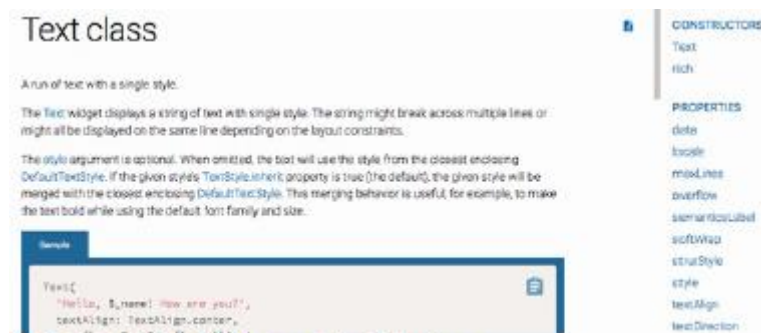 Text class
A run of text with a single style.
The Text widget displays a string of text with single style. The string might break across multiple lines or
might all be displayed on the same line depending on the layout constraints.
The style argument is optional. When omitted, the text will use the style from the closest enclosing
DefaultTextStyle. If the given style's TextStyle.inherit property is true (the default), the given style will be
merged with the closest enclosing DefaultTextStyle. This merging behavior is useful, for example, to make
the text bold while using the default font family and size.
Sample
Text(
'Hello, $_name! How are you?',
textAlign: TextAlign.center,
CONSTRUCTORS
Text
rich
PROPERTIES
data
locale
maxLines
overflow
semanticsLabel
softWrap
strutStyle
style
textAlign
textDirection